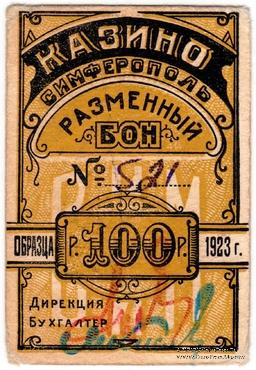 КАЗИНО
СИМФЕРОПОЛЬ
РАЗМЕННЫЙ
БОН
№ 521
ОБРАЗЦА Р. 100 Р. 1923 г.
ДИРЕКЦИЯ
БУХГАЛТЕР